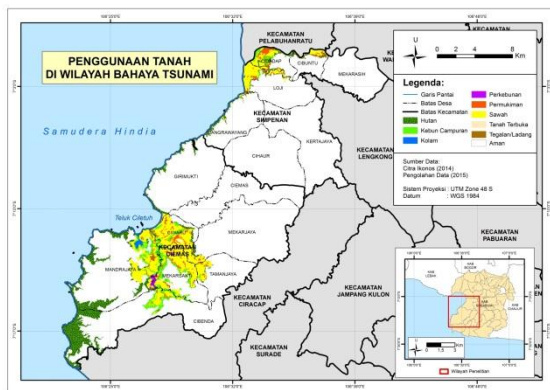 PENGGUNAAN TANAH
DI WILAYAH BAHAYA TSUNAMI
Samudera Hindia
Teluk Ciletuh
KECAMATAN
PELABUHANRATU
CIBUNTU
MEKARASIH
LOJI
KECAMATAN
SIMPENAN
KERTAJAYA
CIHAUR
KECAMATAN
LENGKONG
GIRIMUKTI
CIEMAS
MEKARJAYA
KECAMATAN
CIEMAS
MANDRAJAYA
MEKARSAKTI
TAMANJAYA
CIBENDA
KECAMATAN
CIRACAP
KECAMATAN
JAMPANG KULON
KECAMATAN
SURADE
KECAMATAN
PABUARAN
U
0 2 4 8
Km
Legenda:
Garis Pantai
Batas Desa
Batas Kecamatan
Hutan
Kebun Campuran
Kolam
Perkebunan
Permukiman
Sawah
Tanah Terbuka
Tegalan/Ladang
Aman
Sumber Data:
Citra Ikonos (2014)
Pengolahan Data (2015)
Sistem Proyeksi : UTM Zone 48 S
Datum : WGS 1984
Wilayah Penelitian